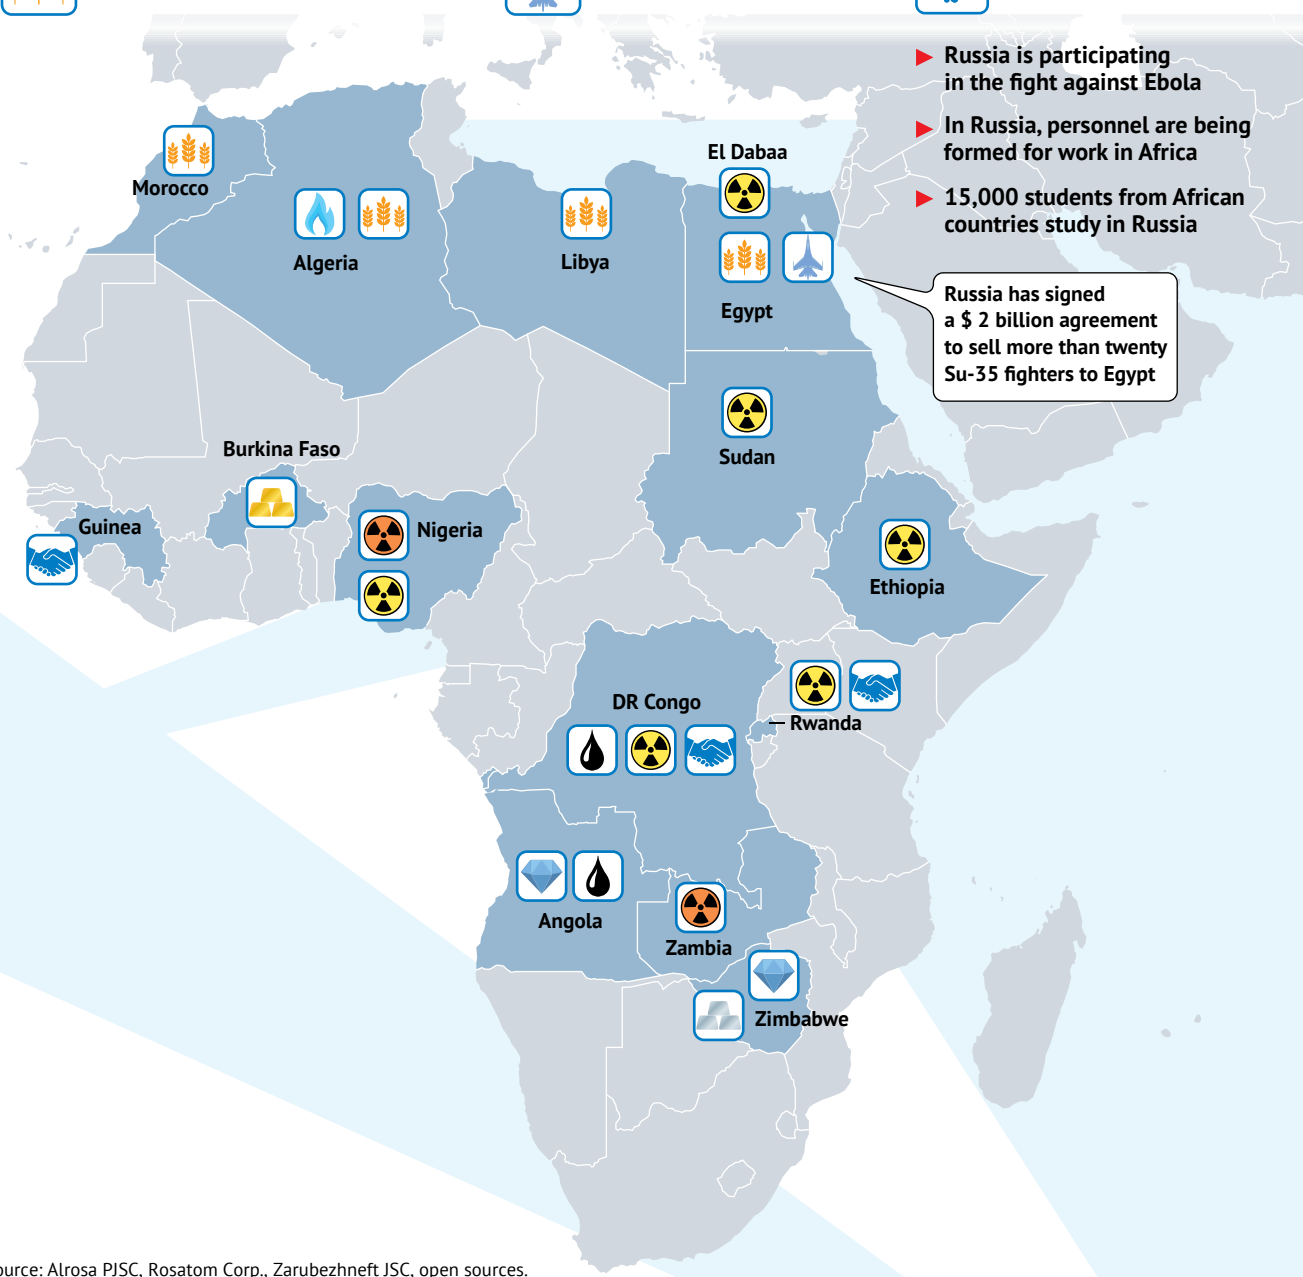 Russia is participating
in the fight against Ebola
In Russia, personnel are being
formed for work in Africa
15,000 students from African
countries study in Russia
El Dabaa
Morocco
Algeria
Libya
Egypt
Russia has signed
a $ 2 billion agreement
to sell more than twenty
Su-35 fighters to Egypt
Sudan
Burkina Faso
Guinea
Nigeria
Ethiopia
DR Congo
Rwanda
Angola
Zambia
Zimbabwe
ource: Alrosa PJSC, Rosatom Corp., Zarubezhneft JSC, open sources.